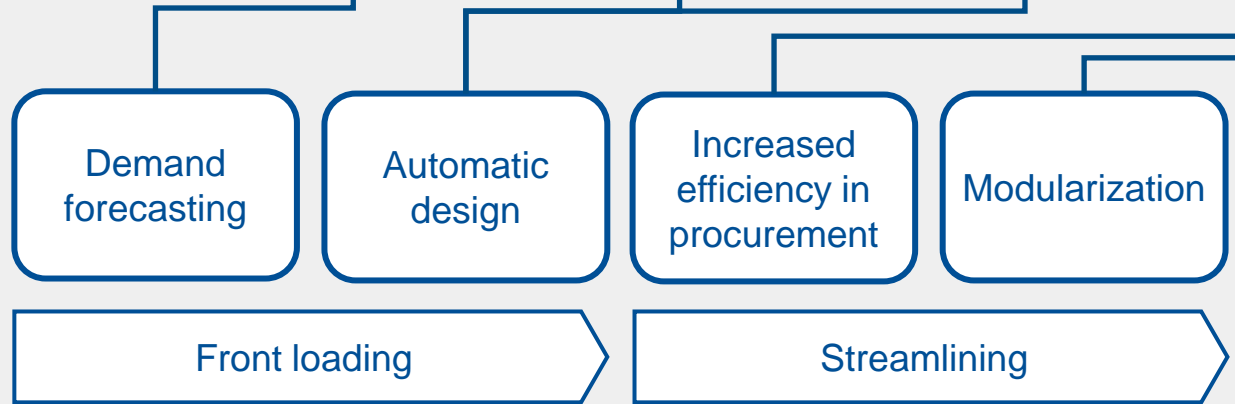 Demand
forecasting
Automatic
design
Increased
efficiency in
procurement
Modularization
Front loading
Streamlining